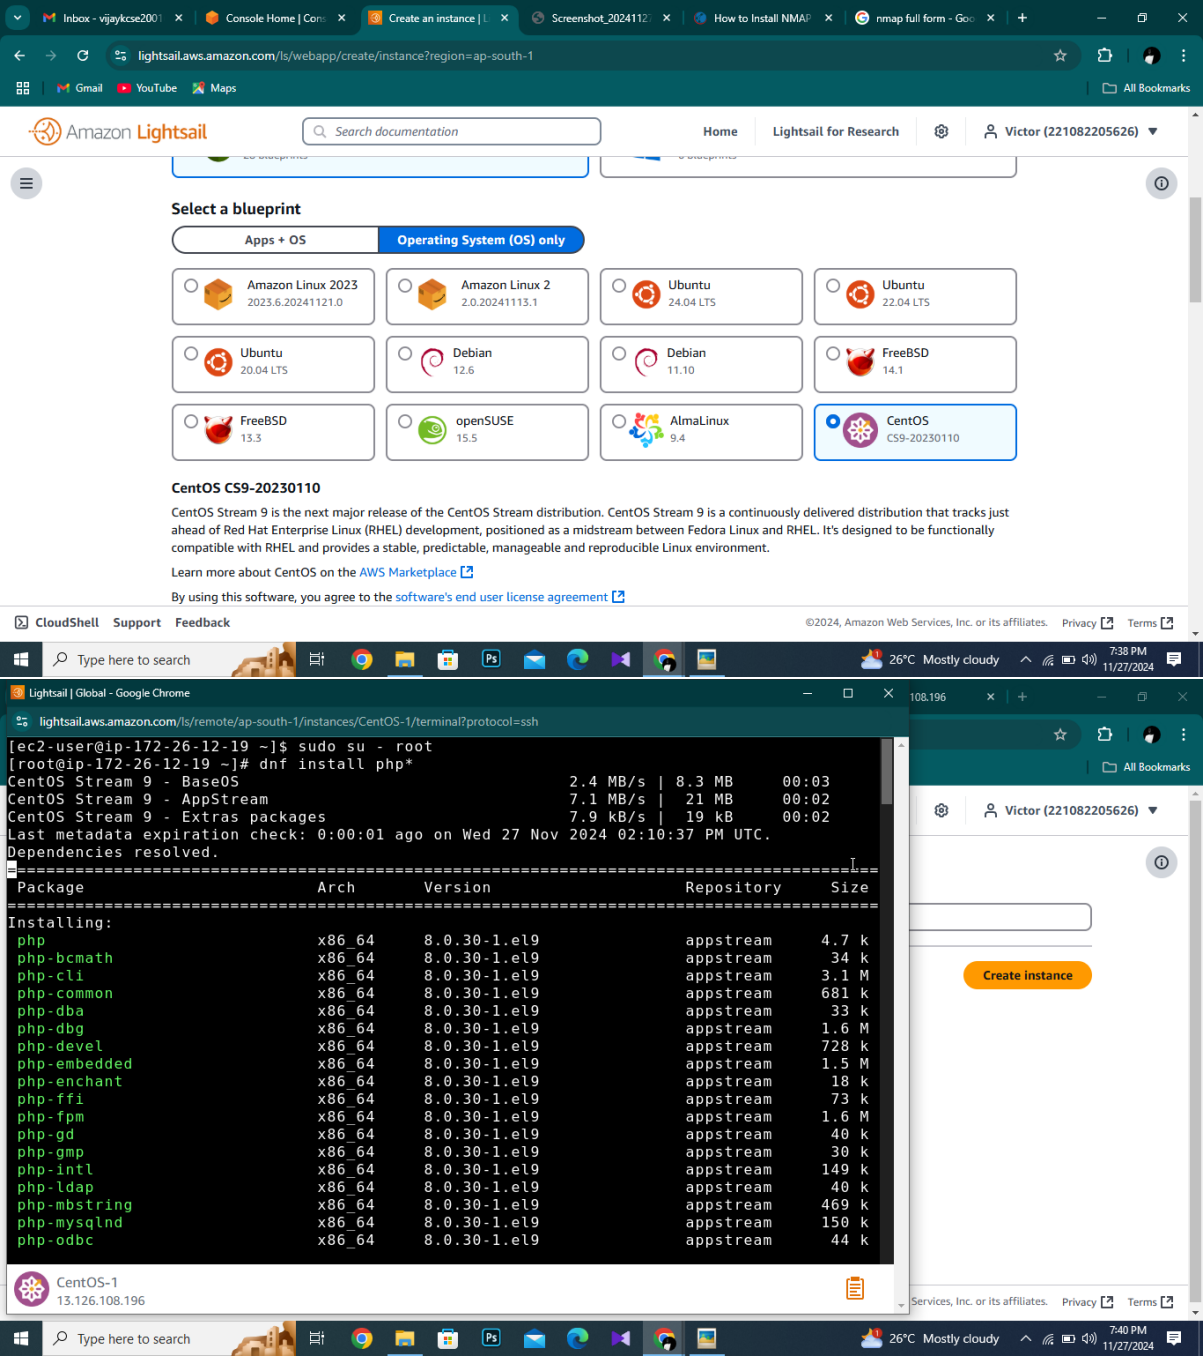 Inbox - vijaykcse2001
Console Home | Cons
Create an instance | L
Screenshot_20241127
How to Install NMAP
nmap full form - Goo
lightsail.aws.amazon.com/ls/webapp/create/instance?region=ap-south-1
Gmail
YouTube
Maps
All Bookmarks
Amazon Lightsail
Search documentation
Home
Lightsail for Research
Victor (221082205626)
Select a blueprint
Apps + OS
Operating System (OS) only
Amazon Linux 2023
2023.6.20241121.0
Amazon Linux 2
2.0.20241113.1
Ubuntu
24.04 LTS
Ubuntu
22.04 LTS
Ubuntu
20.04 LTS
Debian
12.6
Debian
11.10
FreeBSD
14.1
FreeBSD
13.3
openSUSE
15.5
AlmaLinux
9.4
CentOS
CS9-20230110
CentOS CS9-20230110
CentOS Stream 9 is the next major release of the CentOS Stream distribution. CentOS Stream 9 is a continuously delivered distribution that tracks just
ahead of Red Hat Enterprise Linux (RHEL) development, positioned as a midstream between Fedora Linux and RHEL. It's designed to be functionally
compatible with RHEL and provides a stable, predictable, manageable and reproducible Linux environment.
Learn more about CentOS on the AWS Marketplace
By using this software, you agree to the software's end user license agreement
CloudShell Support Feedback
©2024, Amazon Web Services, Inc. or its affiliates. Privacy Terms
Type here to search
Ps
26°C Mostly cloudy
7:38 PM
11/27/2024
Lightsail | Global - Google Chrome
108.196
lightsail.aws.amazon.com/ls/remote/ap-south-1/instances/CentOS-1/terminal?protocol=ssh
All Bookmarks
Victor (221082205626)
Create instance
[ec2-user@ip-172-26-12-19 ~]$ sudo su - root
[root@ip-172-26-12-19 ~]# dnf install php*
CentOS Stream 9 - BaseOS 2.4 MB/s | 8.3 MB 00:03
CentOS Stream 9 - AppStream 7.1 MB/s | 21 MB 00:02
CentOS Stream 9 - Extras packages 7.9 kB/s | 19 kB 00:02
Last metadata expiration check: 0:00:01 ago on Wed 27 Nov 2024 02:10:37 PM UTC.
Dependencies resolved.
Package Arch Version Repository Size
Installing:
php x86_64 8.0.30-1.el9 appstream 4.7 k
php-bcmath x86_64 8.0.30-1.el9 appstream 34 k
php-cli x86_64 8.0.30-1.el9 appstream 3.1 M
php-common x86_64 8.0.30-1.el9 appstream 681 k
php-dba x86_64 8.0.30-1.el9 appstream 33 k
php-dbg x86_64 8.0.30-1.el9 appstream 1.6 M
php-devel x86_64 8.0.30-1.el9 appstream 728 k
php-embedded x86_64 8.0.30-1.el9 appstream 1.5 M
php-enchant x86_64 8.0.30-1.el9 appstream 18 k
php-ffi x86_64 8.0.30-1.el9 appstream 73 k
php-fpm x86_64 8.0.30-1.el9 appstream 1.6 M
php-gd x86_64 8.0.30-1.el9 appstream 40 k
php-gmp x86_64 8.0.30-1.el9 appstream 30 k
php-intl x86_64 8.0.30-1.el9 appstream 149 k
php-ldap x86_64 8.0.30-1.el9 appstream 40 k
php-mbstring x86_64 8.0.30-1.el9 appstream 469 k
php-mysqlnd x86_64 8.0.30-1.el9 appstream 150 k
php-odbc x86_64 8.0.30-1.el9 appstream 44 k
CentOS-1
13.126.108.196
Services, Inc. or its affiliates. Privacy Terms
Type here to search
Ps
26°C Mostly cloudy
7:40 PM
11/27/2024